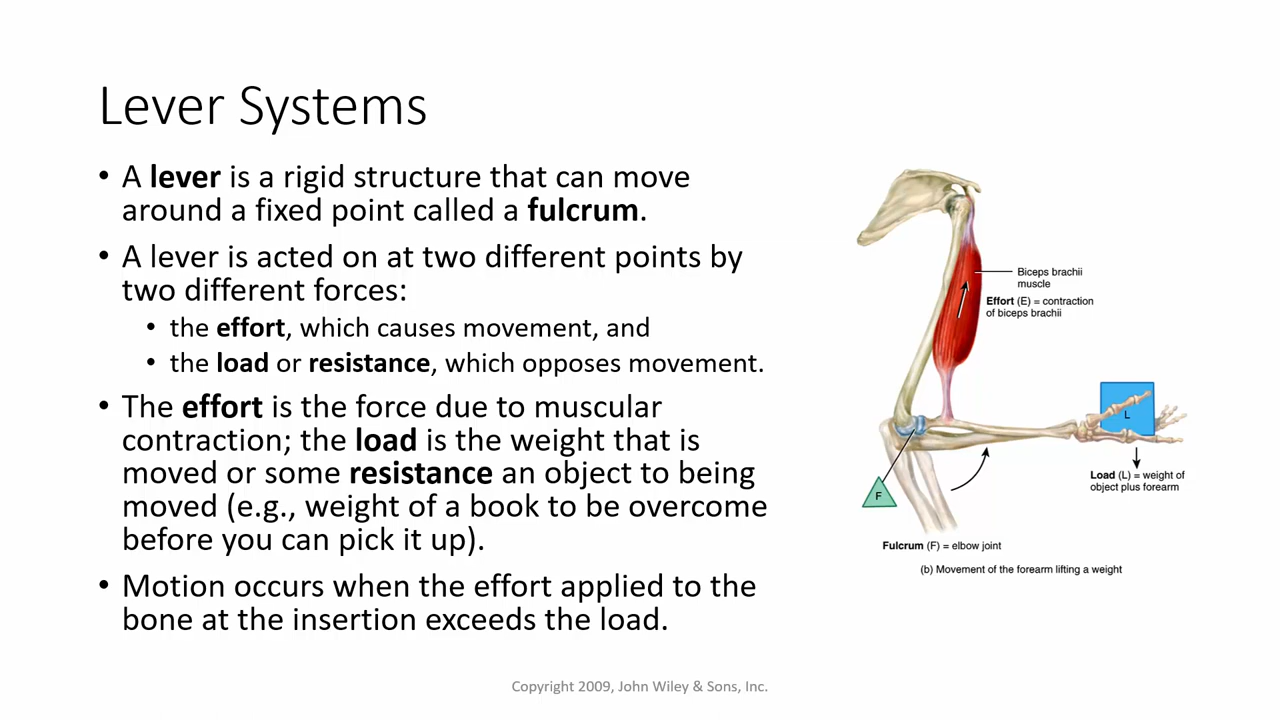 Lever Systems
• A lever is a rigid structure that can move
around a fixed point called a fulcrum.
• A lever is acted on at two different points by
two different forces:
• the effort, which causes movement, and
• the load or resistance, which opposes movement.
• The effort is the force due to muscular
contraction; the load is the weight that is
moved or some resistance an object to being
moved (e.g., weight of a book to be overcome
before you can pick it up).
• Motion occurs when the effort applied to the
bone at the insertion exceeds the load.
Biceps brachii
muscle
Effort (E) = contraction
of biceps brachii
L
Load (L) = weight of
object plus forearm
F
Fulcrum (F) = elbow joint
(b) Movement of the forearm lifting a weight
Copyright 2009, John Wiley & Sons, Inc.